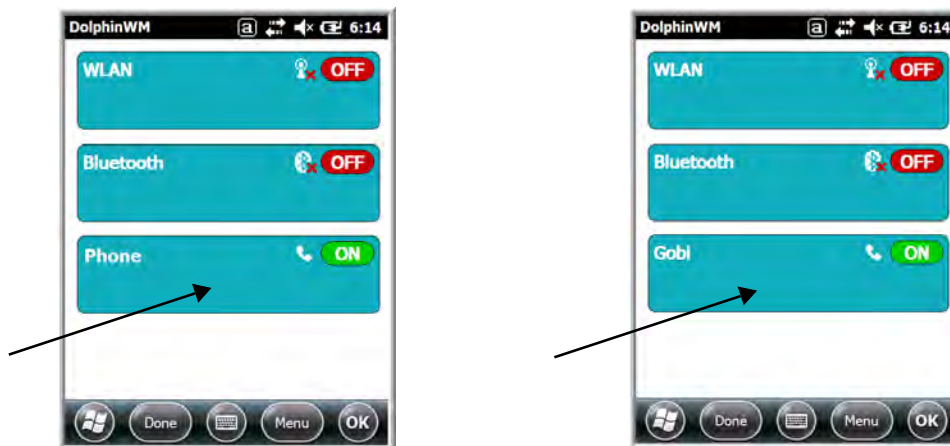 DolphinWM a 6:14
WLAN OFF
Bluetooth OFF
Phone ON
Done Menu OK
DolphinWM a 6:14
WLAN OFF
Bluetooth OFF
Gobi ON
Done Menu OK